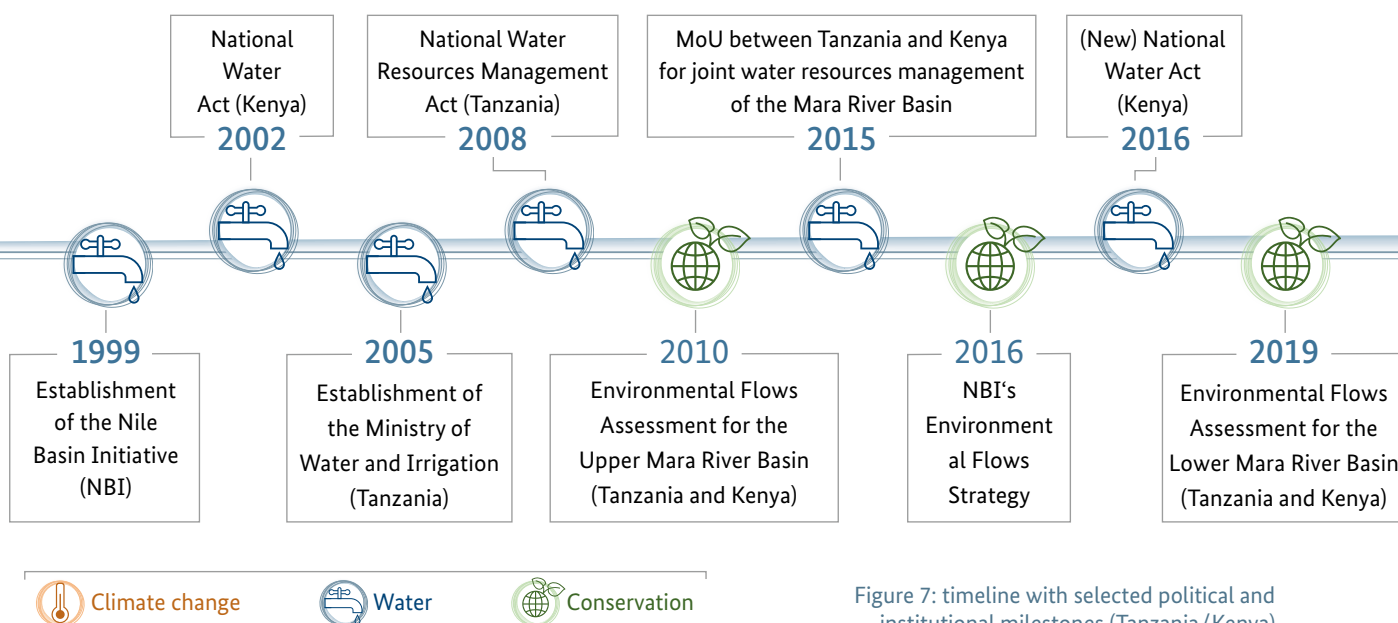 National
Water
Act (Kenya)
2002
National Water
Resources Management
Act (Tanzania)
2008
MoU between Tanzania and Kenya
for joint water resources management
of the Mara River Basin
2015
(New) National
Water Act
(Kenya)
2016
1999
Establishment
of the Nile
Basin Initiative
(NBI)
2005
Establishment of
the Ministry of
Water and Irrigation
(Tanzania)
2010
Environmental Flows
Assessment for the
Upper Mara River Basin
(Tanzania and Kenya)
2016
NBI‘s
Environment
al Flows
Strategy
2019
Environmental Flows
Assessment for the
Lower Mara River Basin
(Tanzania and Kenya)
Climate change
Water
Conservation
Figure 7: timeline with selected political and
institutional milestones (Tanzania/Kenya)